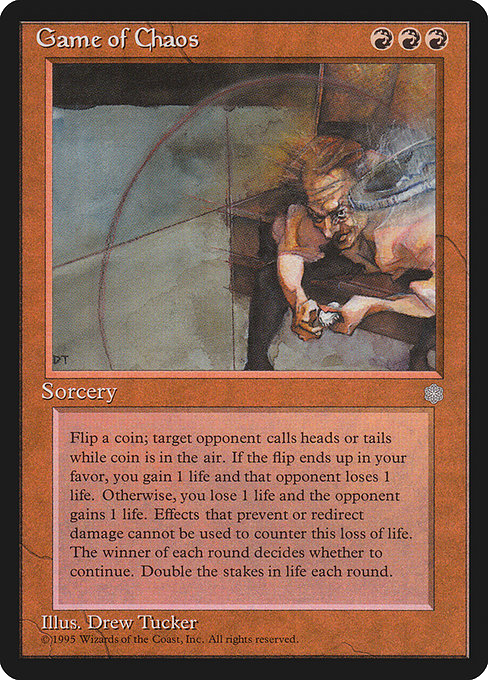 Game of Chaos
DT
Sorcery
Flip a coin; target opponent calls heads or tails
while coin is in the air. If the flip ends up in your
favor, you gain 1 life and that opponent loses 1
life. Otherwise, you lose 1 life and the opponent
gains 1 life. Effects that prevent or redirect
damage cannot be used to counter this loss of life.
The winner of each round decides whether to
continue. Double the stakes in life each round.
Illus. Drew Tucker
©1995 Wizards of the Coast, Inc. All rights reserved.